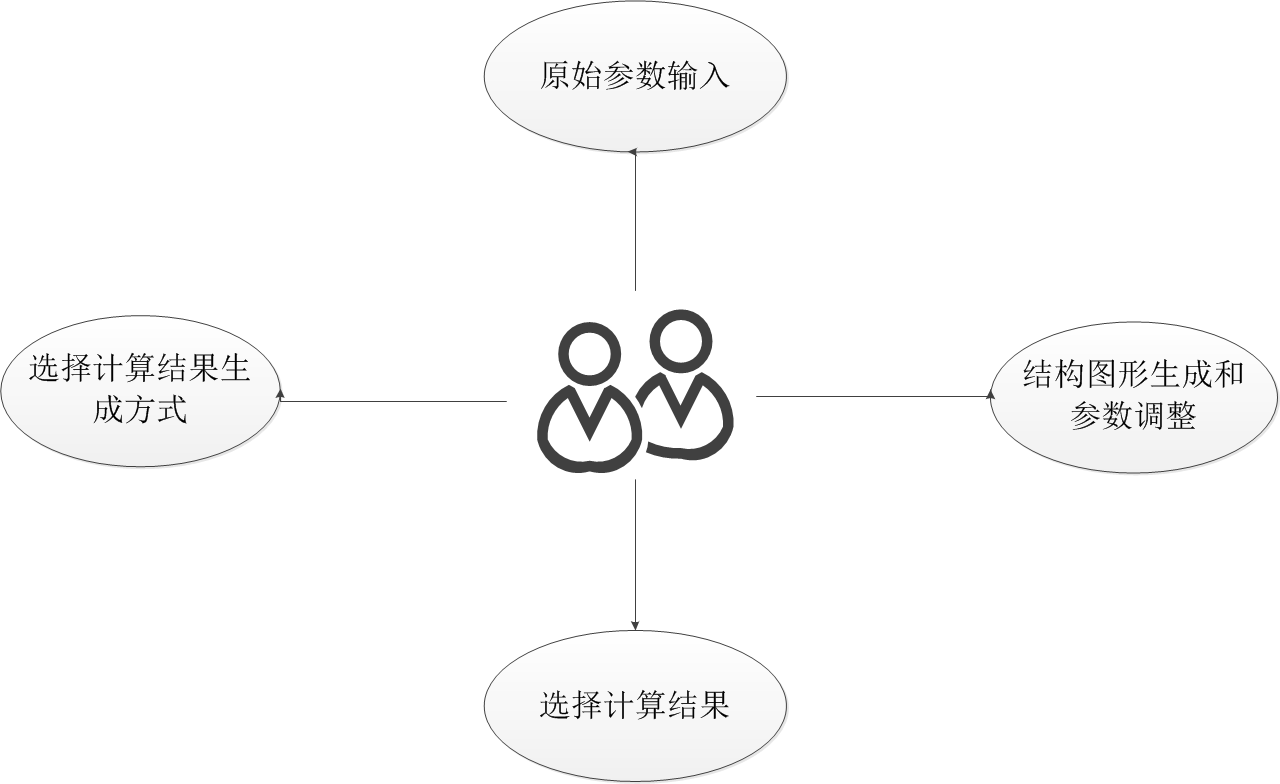 原始参数输入
选择计算结果生
成方式
结构图形生成和
参数调整
选择计算结果